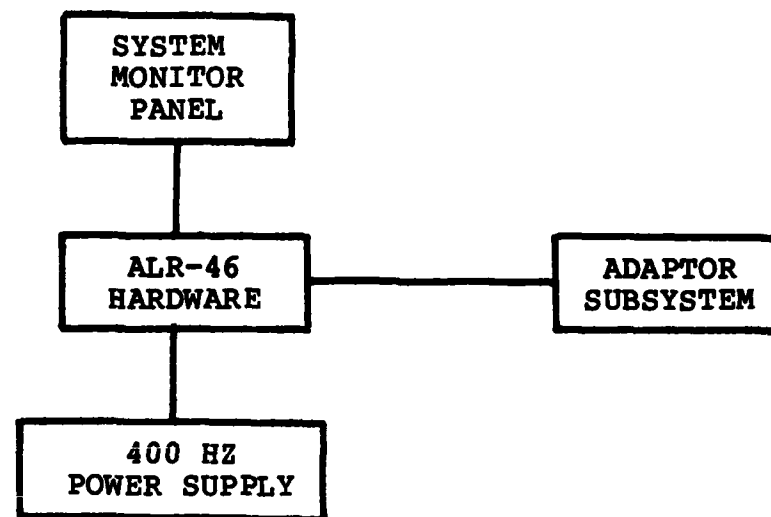 SYSTEM
MONITOR
PANEL
ALR-46
HARDWARE
ADAPTOR
SUBSYSTEM
400 HZ
POWER SUPPLY